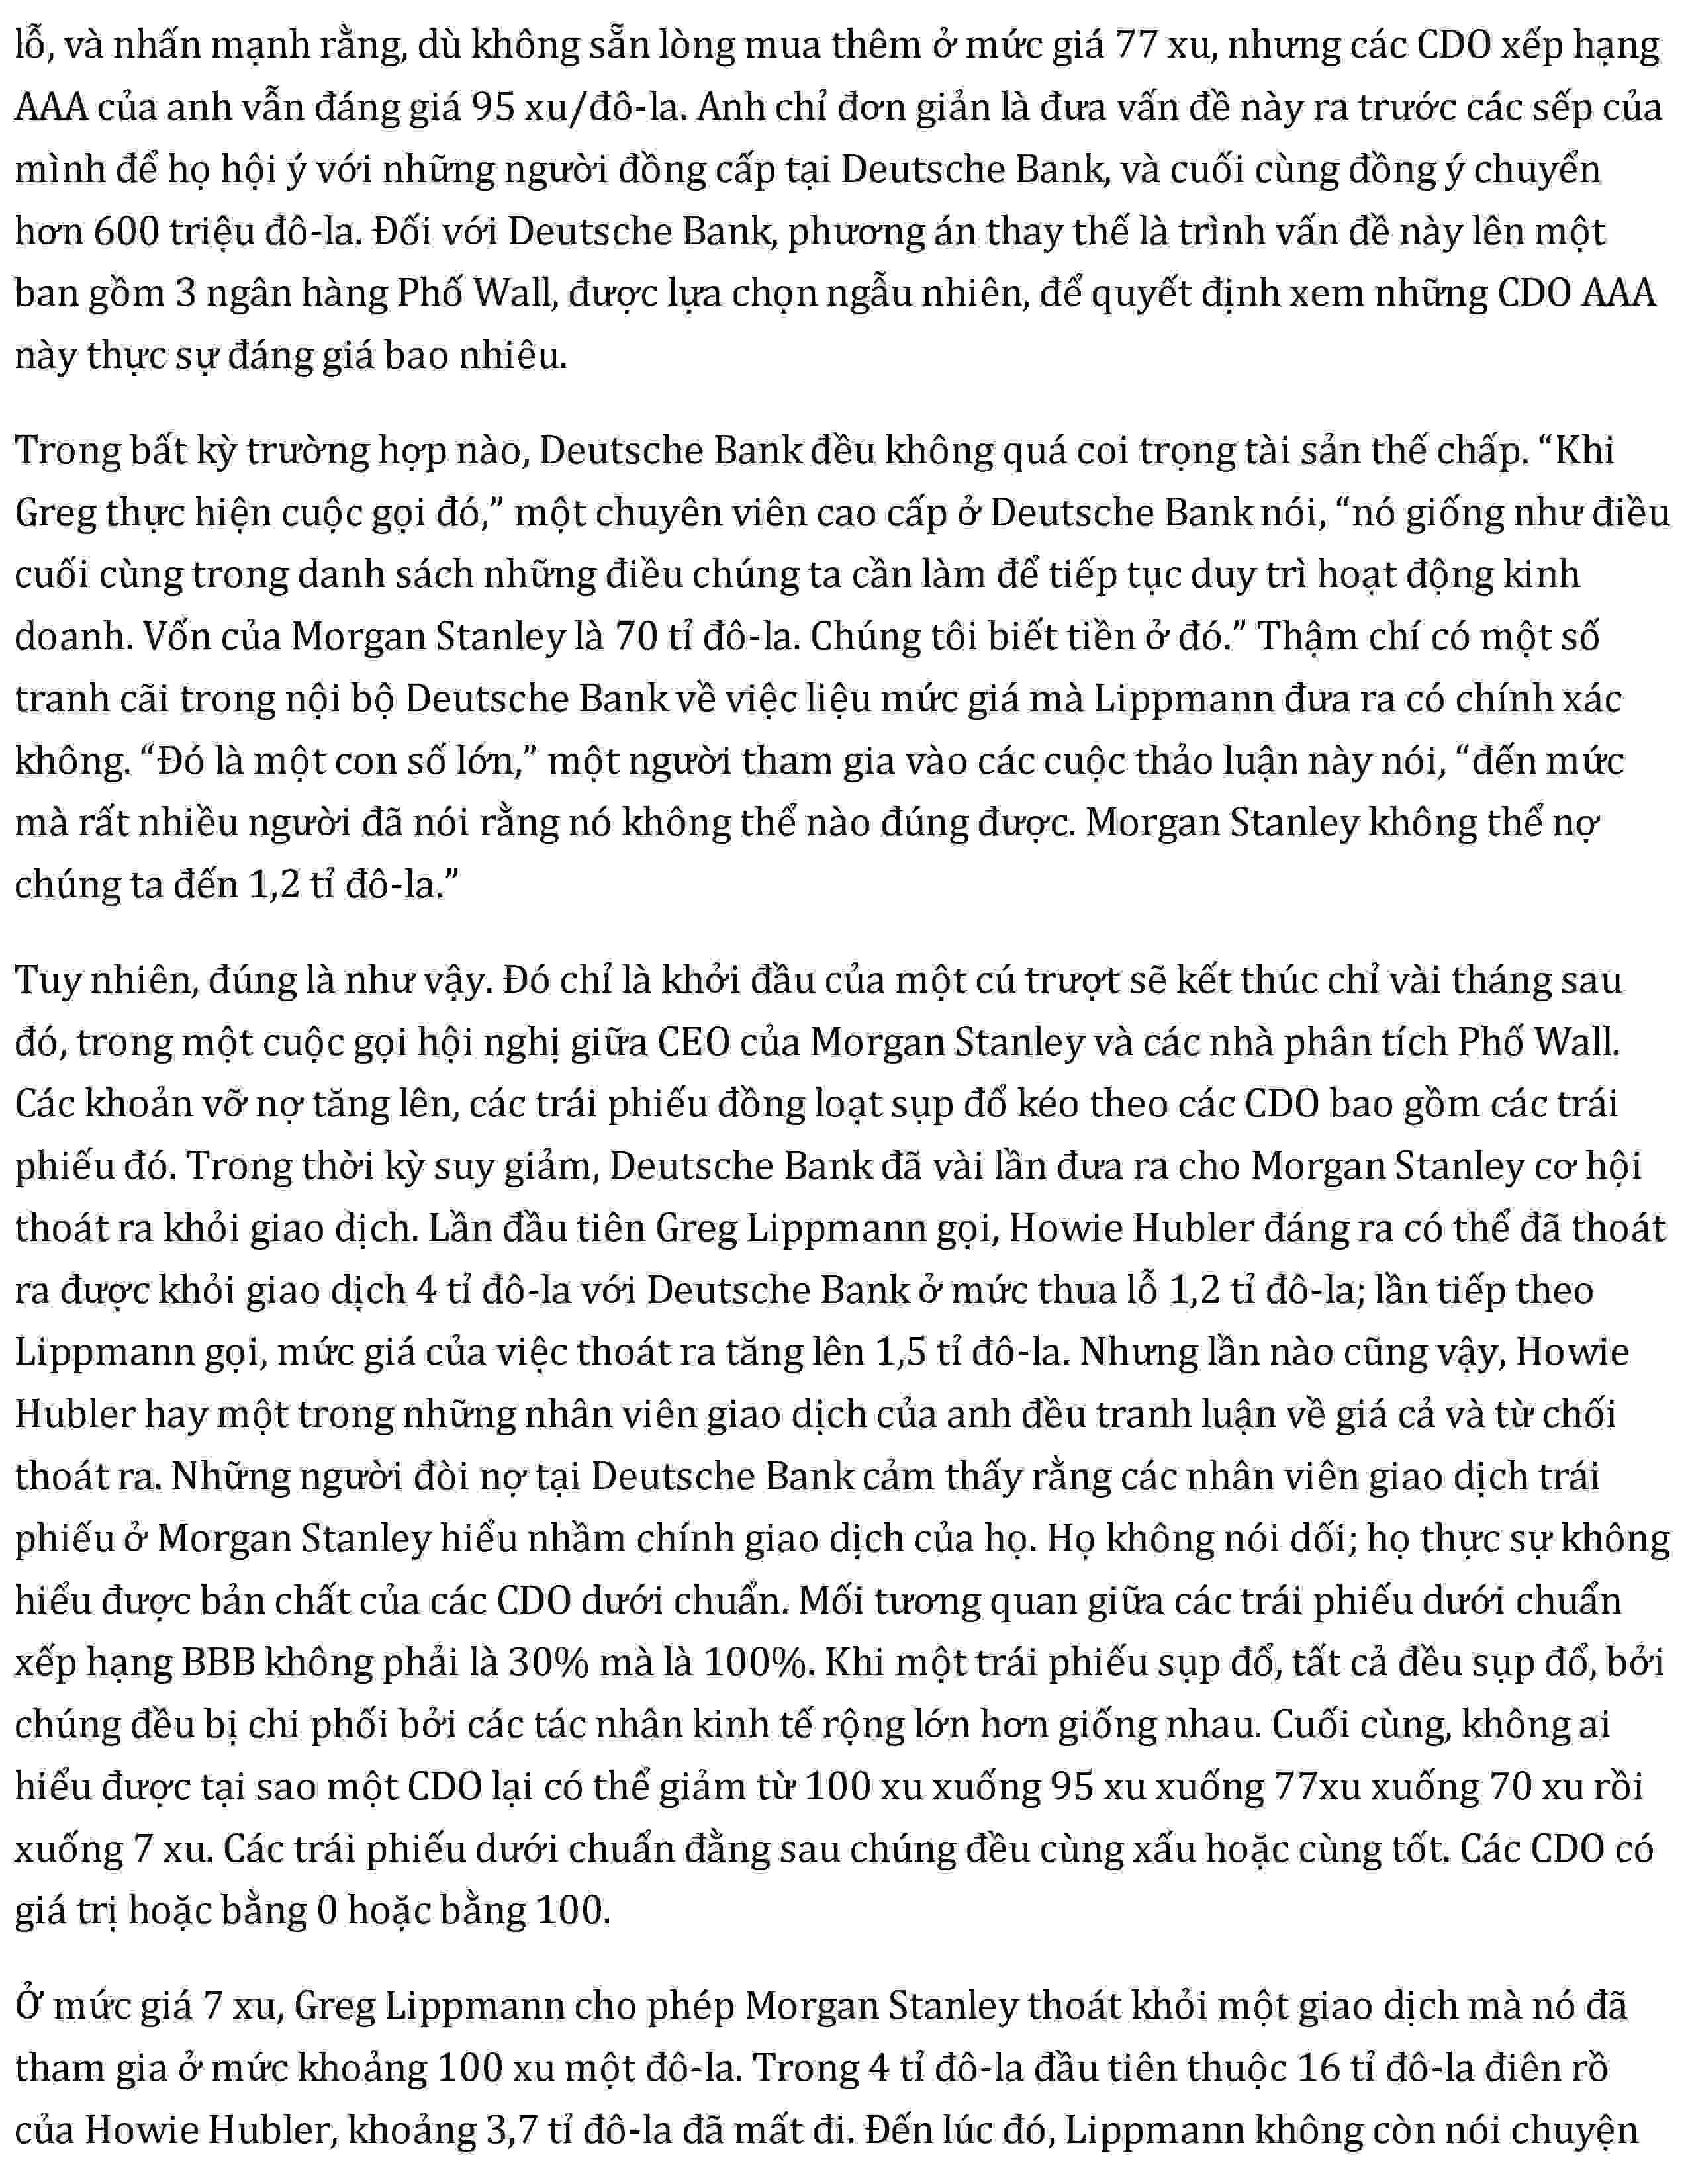 lỗ, và nhấn mạnh rằng, dù không sẵn lòng mua thêm ở mức giá 77 xu, nhưng các CDO xếp hạng
AAA của anh vẫn đáng giá 95 xu/đô-la. Anh chỉ đơn giản là đưa vấn đề này ra trước các sếp của
mình để họ hội ý với những người đồng cấp tại Deutsche Bank, và cuối cùng đồng ý chuyển
hơn 600 triệu đô-la. Đối với Deutsche Bank, phương án thay thế là trình vấn đề này lên một
ban gồm 3 ngân hàng Phố Wall, được lựa chọn ngẫu nhiên, để quyết định xem những CDO AAA
này thực sự đáng giá bao nhiêu.
Trong bất kỳ trường hợp nào, Deutsche Bank đều không quá coi trọng tài sản thế chấp. “Khi
Greg thực hiện cuộc gọi đó,” một chuyên viên cao cấp ở Deutsche Bank nói, “nó giống như điều
cuối cùng trong danh sách những điều chúng ta cần làm để tiếp tục duy trì hoạt động kinh
doanh. Vốn của Morgan Stanley là 70 tỉ đô-la. Chúng tôi biết tiền ở đó.” Thậm chí có một số
tranh cãi trong nội bộ Deutsche Bank về việc liệu mức giá mà Lippmann đưa ra có chính xác
không. “Đó là một con số lớn,” một người tham gia vào các cuộc thảo luận này nói, “đến mức
mà rất nhiều người đã nói rằng nó không thể nào đúng được. Morgan Stanley không thể nợ
chúng ta đến 1,2 tỉ đô-la.”
Tuy nhiên, đúng là như vậy. Đó chỉ là khởi đầu của một cú trượt sẽ kết thúc chỉ vài tháng sau
đó, trong một cuộc gọi hội nghị giữa CEO của Morgan Stanley và các nhà phân tích Phố Wall.
Các khoản vỡ nợ tăng lên, các trái phiếu đồng loạt sụp đổ kéo theo các CDO bao gồm các trái
phiếu đó. Trong thời kỳ suy giảm, Deutsche Bank đã vài lần đưa ra cho Morgan Stanley cơ hội
thoát ra khỏi giao dịch. Lần đầu tiên Greg Lippmann gọi, Howie Hubler đáng ra có thể đã thoát
ra được khỏi giao dịch 4 tỉ đô-la với Deutsche Bank ở mức thua lỗ 1,2 tỉ đô-la; lần tiếp theo
Lippmann gọi, mức giá của việc thoát ra tăng lên 1,5 tỉ đô-la. Nhưng lần nào cũng vậy, Howie
Hubler hay một trong những nhân viên giao dịch của anh đều tranh luận về giá cả và từ chối
thoát ra. Những người đòi nợ tại Deutsche Bank cảm thấy rằng các nhân viên giao dịch trái
phiếu ở Morgan Stanley hiểu nhầm chính giao dịch của họ. Họ không nói dối; họ thực sự không
hiểu được bản chất của các CDO dưới chuẩn. Mối tương quan giữa các trái phiếu dưới chuẩn
xếp hạng BBB không phải là 30% mà là 100%. Khi một trái phiếu sụp đổ, tất cả đều sụp đổ, bởi
chúng đều bị chi phối bởi các tác nhân kinh tế rộng lớn hơn giống nhau. Cuối cùng, không ai
hiểu được tại sao một CDO lại có thể giảm từ 100 xu xuống 95 xu xuống 77xu xuống 70 xu rồi
xuống 7 xu. Các trái phiếu dưới chuẩn đằng sau chúng đều cùng xấu hoặc cùng tốt. Các CDO có
giá trị hoặc bằng 0 hoặc bằng 100.
Ở mức giá 7 xu, Greg Lippmann cho phép Morgan Stanley thoát khỏi một giao dịch mà nó đã
tham gia ở mức khoảng 100 xu một đô-la. Trong 4 tỉ đô-la đầu tiên thuộc 16 tỉ đô-la điên rồ
của Howie Hubler, khoảng 3,7 tỉ đô-la đã mất đi. Đến lúc đó, Lippmann không còn nói chuyện